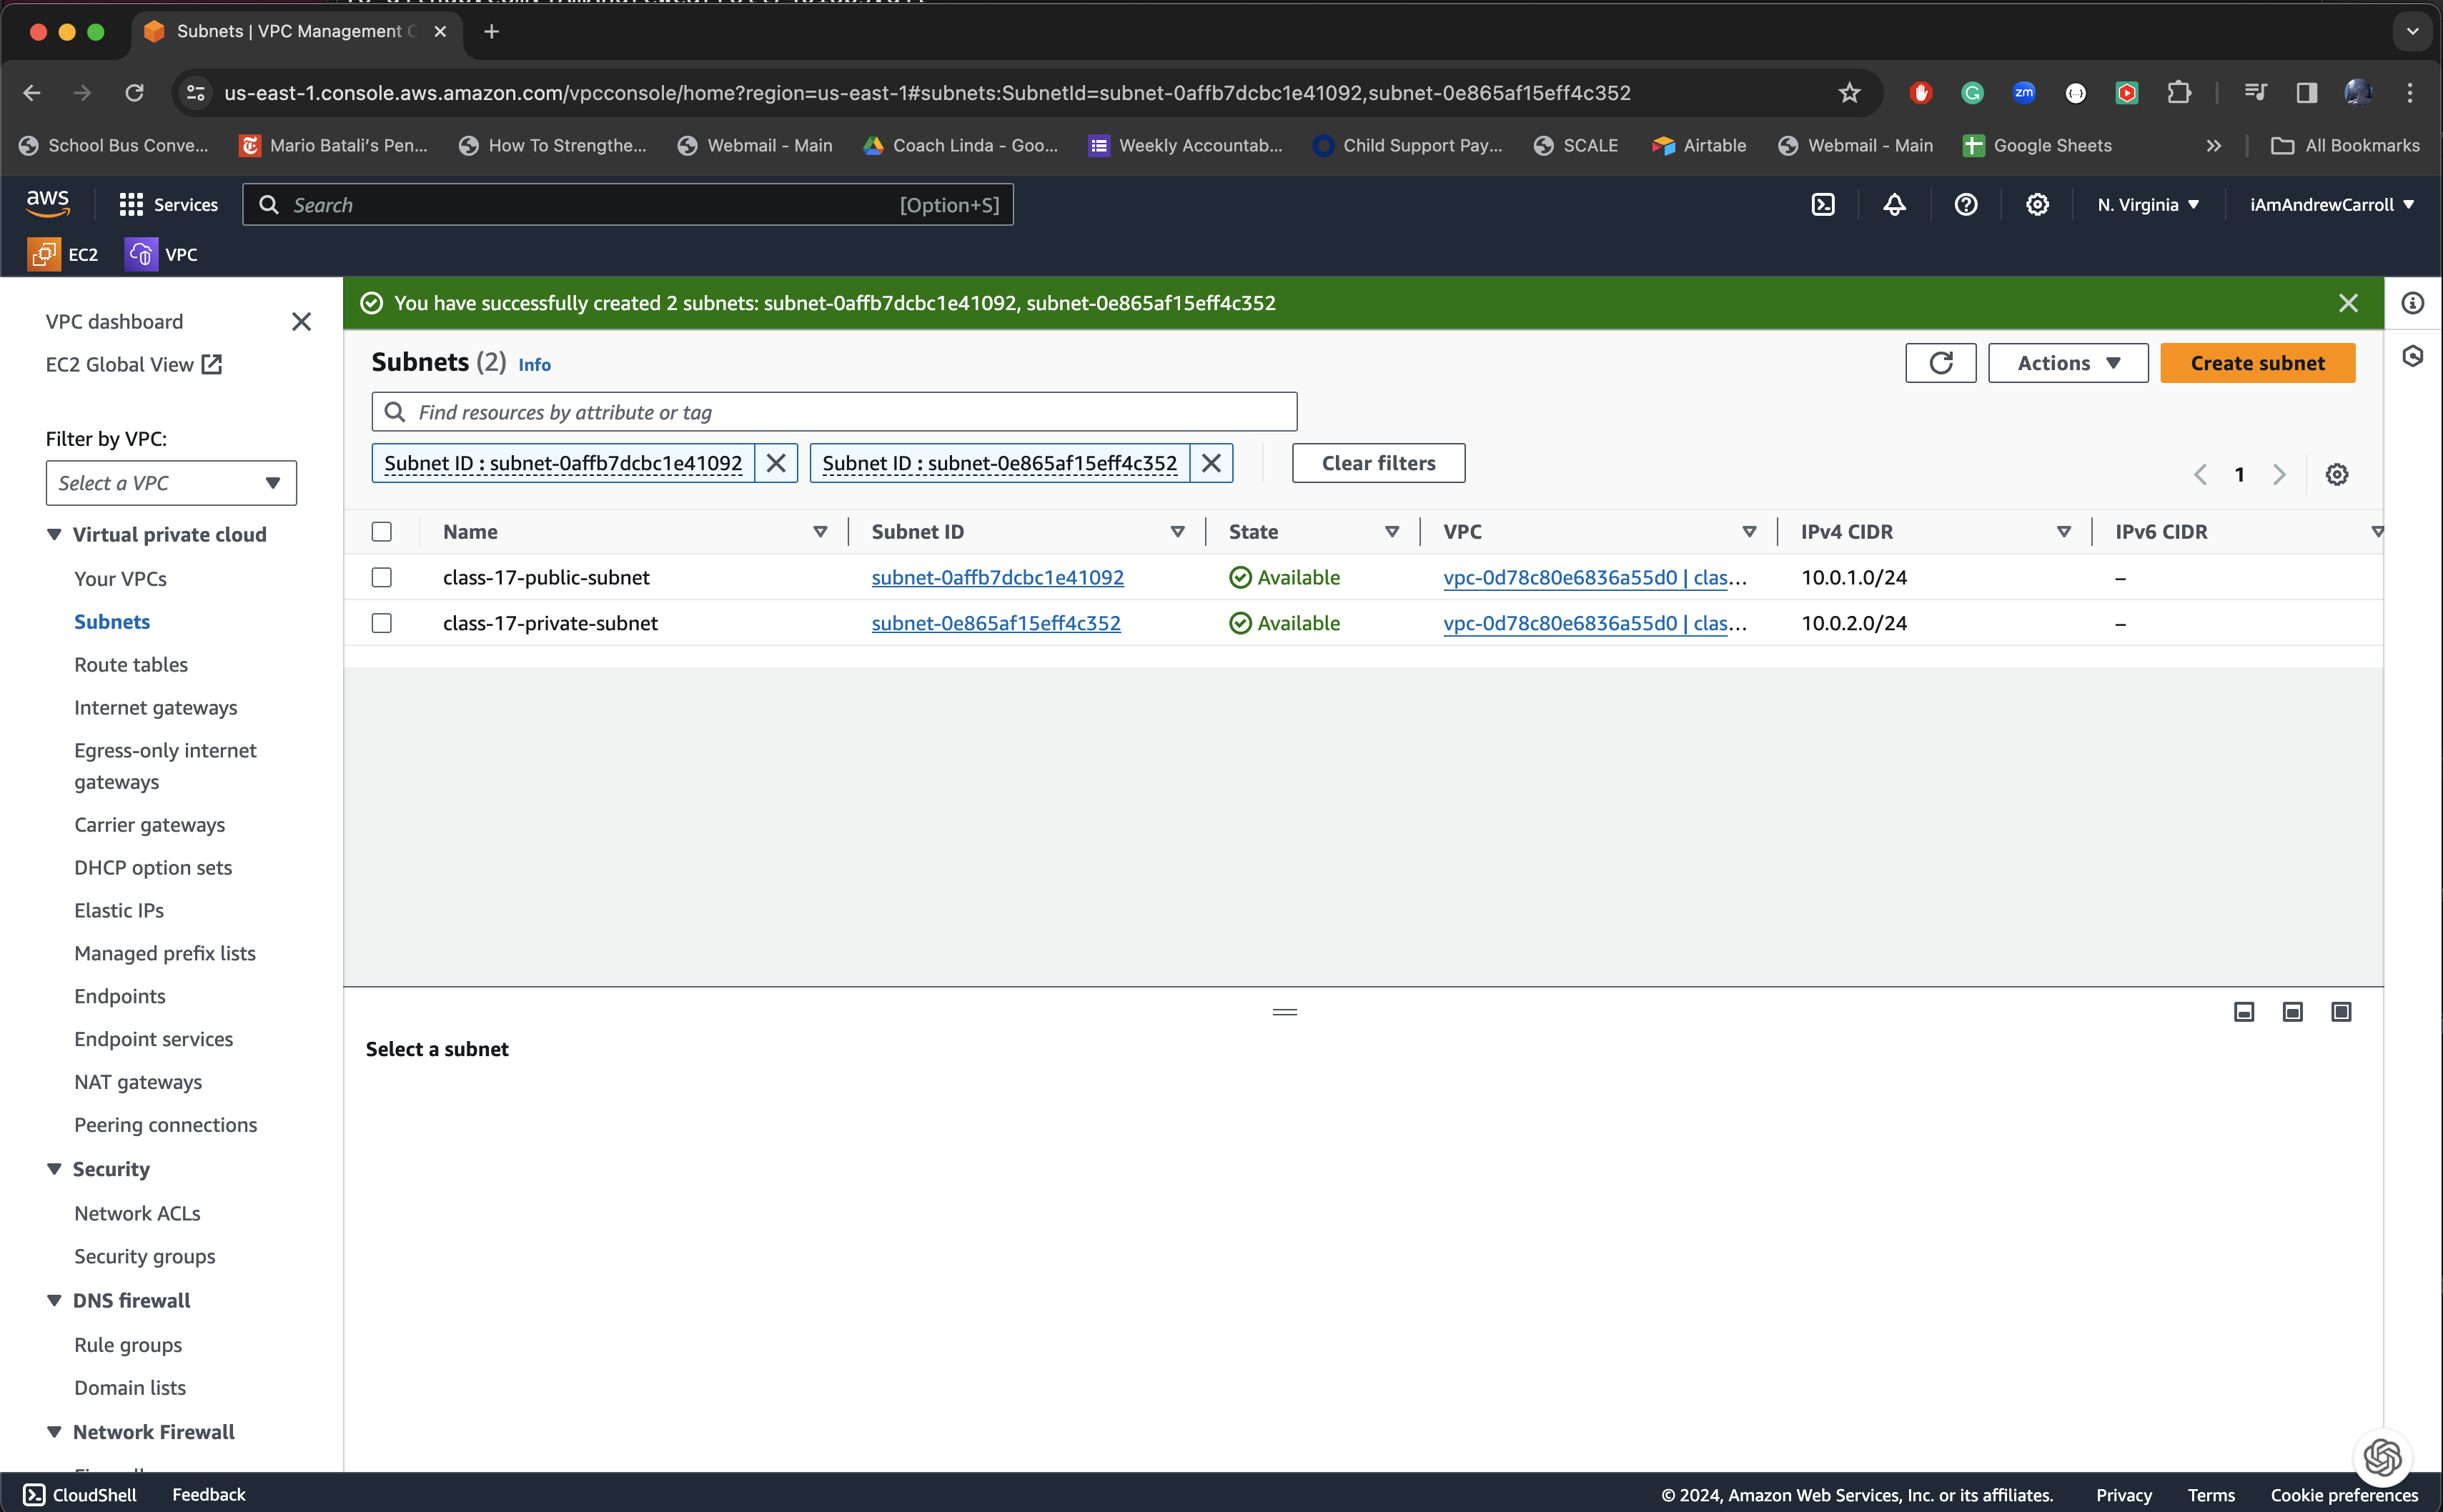 Subnets | VPC Management C
us-east-1.console.aws.amazon.com/vpcconsole/home?region=us-east-1#subnets:SubnetId=subnet-0affb7dcbc1e41092,subnet-0e865af15eff4c352
zm
School Bus Conve... Mario Batali's Pen... How To Strengthe... Webmail - Main Coach Linda - Goo... Weekly Accountab... Child Support Pay... SCALE Airtable Webmail - Main Google Sheets » All Bookmarks
aws Services Search [Option+S] N. Virginia iAmAndrewCarroll
EC2 VPC
VPC dashboard
EC2 Global View
Filter by VPC:
Select a VPC
Virtual private cloud
Your VPCs
Subnets
Route tables
Internet gateways
Egress-only internet
gateways
Carrier gateways
DHCP option sets
Elastic IPs
Managed prefix lists
Endpoints
Endpoint services
NAT gateways
Peering connections
Security
Network ACLs
Security groups
DNS firewall
Rule groups
Domain lists
Network Firewall
You have successfully created 2 subnets: subnet-0affb7dcbc1e41092, subnet-0e865af15eff4c352
Subnets (2) Info
Actions Create subnet
Find resources by attribute or tag
Subnet ID : subnet-0affb7dcbc1e41092 Subnet ID : subnet-0e865af15eff4c352 Clear filters
1
Name Subnet ID State VPC IPv4 CIDR IPv6 CIDR
class-17-public-subnet subnet-0affb7dcbc1e41092 Available vpc-0d78c80e6836a55d0 | clas... 10.0.1.0/24 –
class-17-private-subnet subnet-0e865af15eff4c352 Available vpc-0d78c80e6836a55d0 | clas... 10.0.2.0/24 –
Select a subnet
CloudShell Feedback © 2024, Amazon Web Services, Inc. or its affiliates. Privacy Terms Cookie preferences